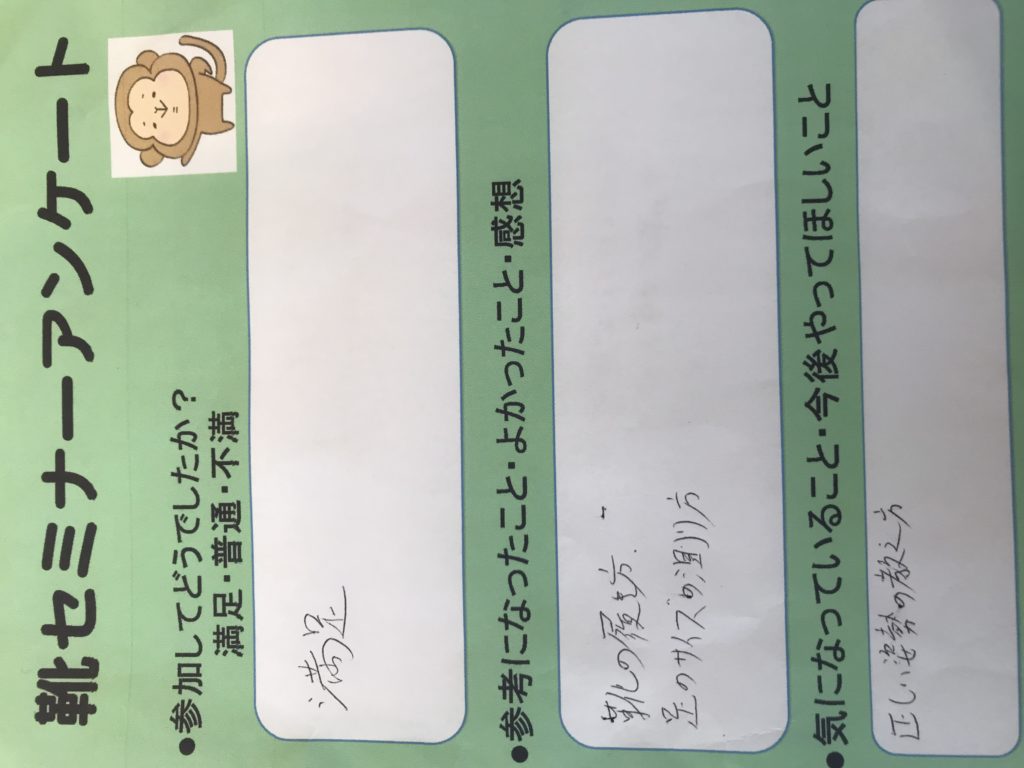 靴セミナーアンケート
●参加してどうでしたか？
満足・普通・不満
満足
●参考になったこと・よかったこと・感想
靴の履き方、
足のサイズの測り方
●気になっていること・今後やってほしいこと
正しい姿勢の教え方